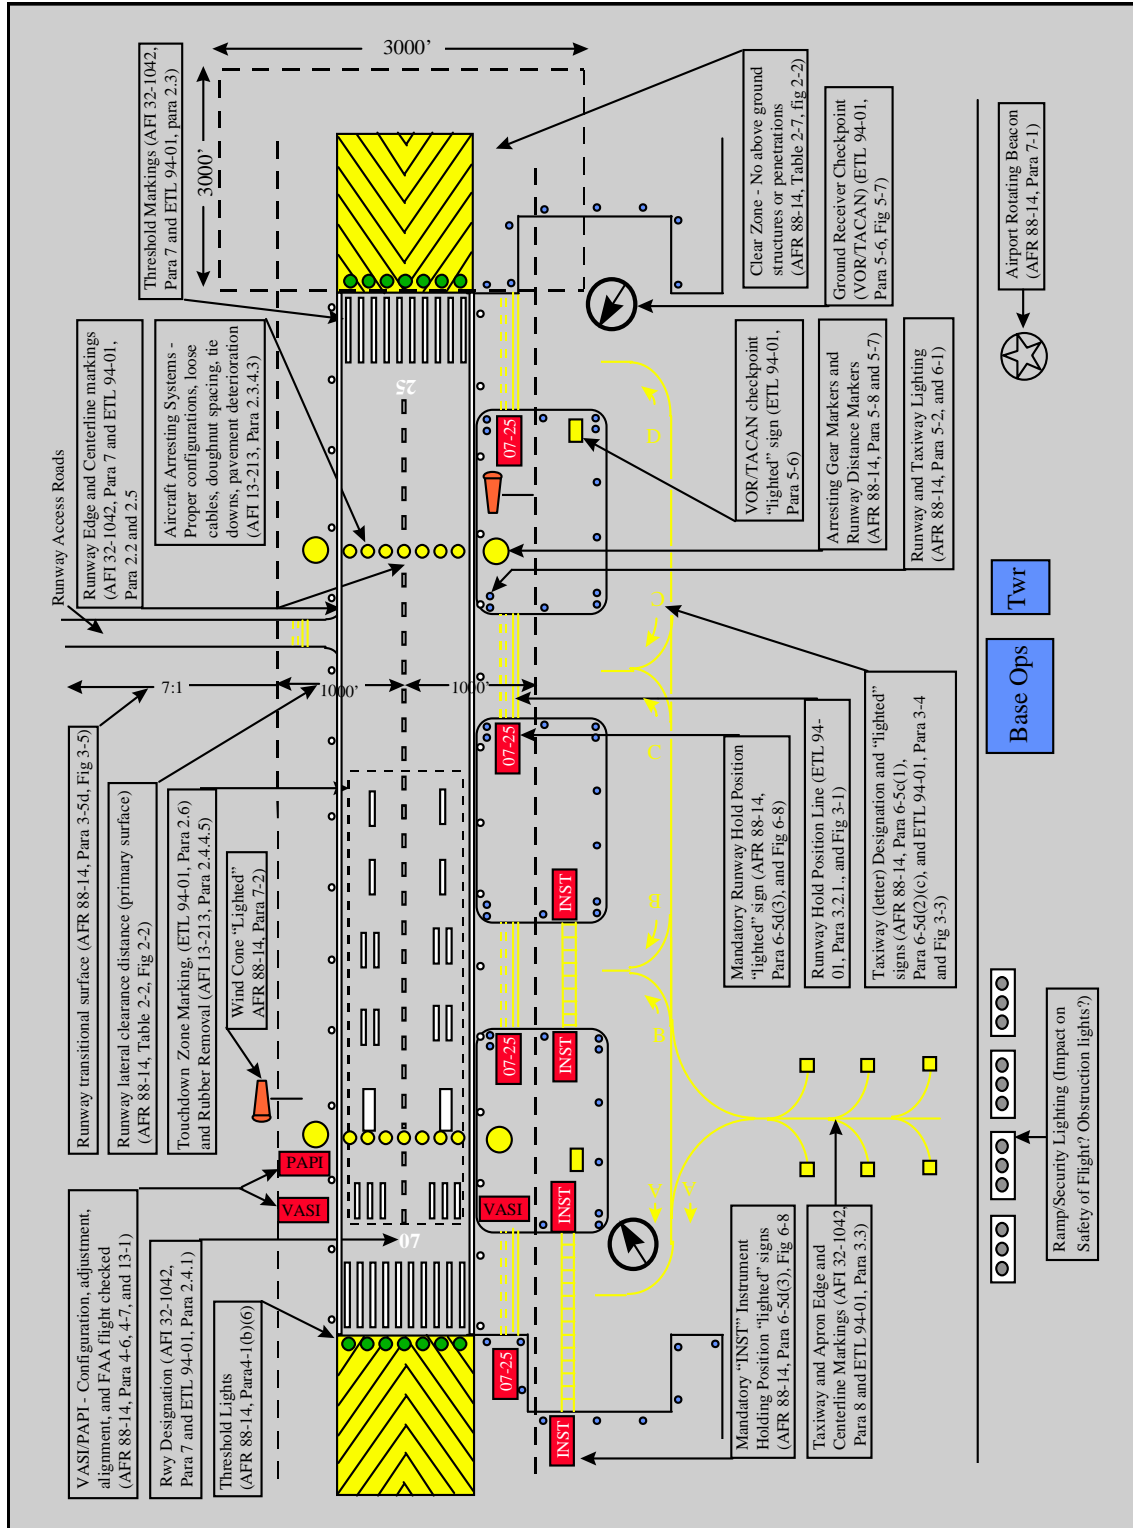 VASI/PAPI - Configuration, adjustment,
alignment, and FAA flight checked
(AFR 88-14, Para 4-6, 4-7, and 13-1)
Rwy Designation (AFI 32-1042,
Para 7 and ETL 94-01, Para 2.4.1)
Threshold Lights
(AFR 88-14, Para4-1(b)(6)
Runway transitional surface (AFR 88-14, Para 3-5d, Fig 3-5)
Runway lateral clearance distance (primary surface)
(AFR 88-14, Table 2-2, Fig 2-2)
Touchdown Zone Marking, (ETL 94-01, Para 2.6)
and Rubber Removal (AFI 13-213, Para 2.4.4.5)
Wind Cone “Lighted”
AFR 88-14, Para 7-2)
Runway Access Roads
Runway Edge and Centerline markings
(AFI 32-1042, Para 7 and ETL 94-01,
Para 2.2 and 2.5
Aircraft Arresting Systems -
Proper configurations, loose
cables, doughnut spacing, tie
downs, pavement deterioration
(AFI 13-213, Para 2.3.4.3)
Threshold Markings (AFI 32-1042,
Para 7 and ETL 94-01, para 2.3)
3000’
3000’
7:1
1000’
1000’
VASI
PAPI
VASI
07
25
07-25
07-25
07-25
07-25
INST
INST
INST
INST
A
A
B
B
C
C
D
Clear Zone - No above ground
structures or penetrations
(AFR 88-14, Table 2-7, fig 2-2)
Ground Receiver Checkpoint
(VOR/TACAN) (ETL 94-01,
Para 5-6, Fig 5-7)
VOR/TACAN checkpoint
“lighted” sign (ETL 94-01,
Para 5-6)
Arresting Gear Markers and
Runway Distance Markers
(AFR 88-14, Para 5-8 and 5-7)
Runway and Taxiway Lighting
(AFR 88-14, Para 5-2, and 6-1)
Mandatory Runway Hold Position
“lighted” sign (AFR 88-14,
Para 6-5d(3), and Fig 6-8)
Runway Hold Position Line (ETL 94-
01, Para 3.2.1., and Fig 3-1)
Taxiway (letter) Designation and “lighted”
signs (AFR 88-14, Para 6-5c(1),
Para 6-5d(2)(c), and ETL 94-01, Para 3-4
and Fig 3-3)
Mandatory “INST” Instrument
Holding Position “lighted” signs
(AFR 88-14, Para 6-5d(3), Fig 6-8
Taxiway and Apron Edge and
Centerline Markings (AFI 32-1042,
Para 8 and ETL 94-01, Para 3.3)
Airport Rotating Beacon
(AFR 88-14, Para 7-1)
Twr
Base Ops
Ramp/Security Lighting (Impact on
Safety of Flight? Obstruction lights?)